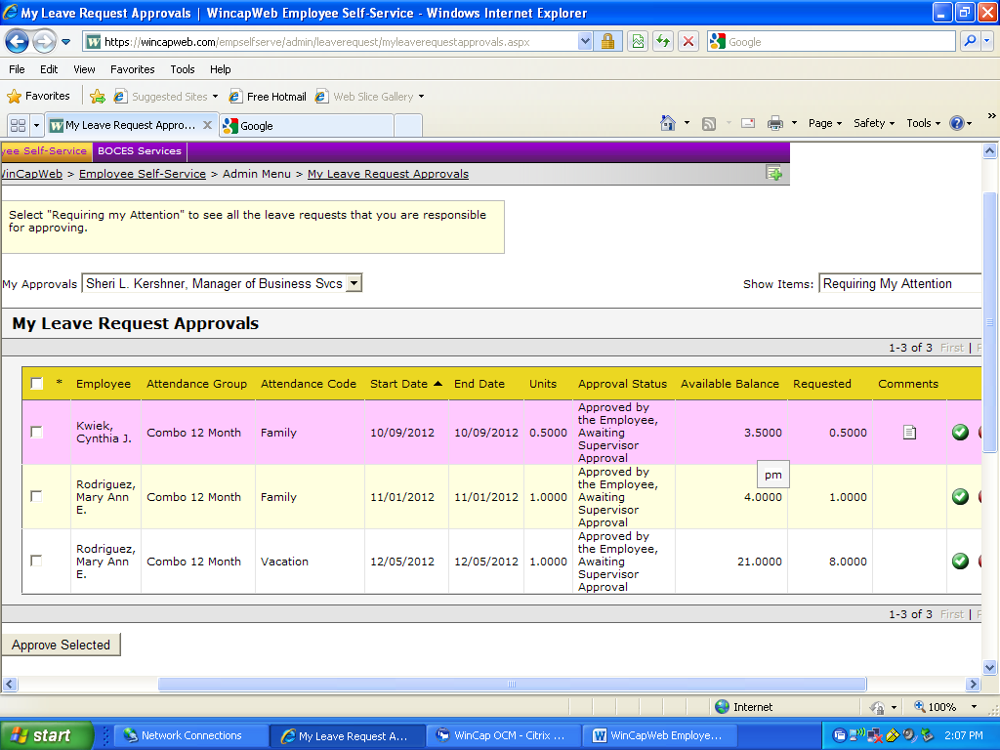 My Leave Request Approvals | WincapWeb Employee Self-Service - Windows Internet Explorer
https://wincapweb.com/empselfserve/admin/leaverequest/myleaverequestapprovals.aspx
Google
File Edit View Favorites Tools Help
Favorites Suggested Sites Free Hotmail Web Slice Gallery
My Leave Request Appro... X Google Page Safety Tools »
yee Self-Service BOCES Services
WinCapWeb > Employee Self-Service > Admin Menu > My Leave Request Approvals
Select "Requiring my Attention" to see all the leave requests that you are responsible
for approving.
My Approvals Sheri L. Kershner, Manager of Business Svcs Show Items: Requiring My Attention
My Leave Request Approvals
1-3 of 3 First |
* Employee Attendance Group Attendance Code Start Date End Date Units Approval Status Available Balance Requested Comments
Kwiek,
Cynthia J. Combo 12 Month Family 10/09/2012 10/09/2012 0.5000
Approved by
the Employee,
Awaiting
Supervisor
Approval
3.5000 0.5000
pm
Rodriguez,
Mary Ann
E.
Combo 12 Month Family 11/01/2012 11/01/2012 1.0000
Approved by
the Employee,
Awaiting
Supervisor
Approval
4.0000 1.0000
Rodriguez,
Mary Ann
E.
Combo 12 Month Vacation 12/05/2012 12/05/2012 1.0000
Approved by
the Employee,
Awaiting
Supervisor
Approval
21.0000 8.0000
1-3 of 3 First |
Approve Selected
Internet 100%
start Network Connections My Leave Request A... WinCap OCM - Citrix ... WinCapWeb Employe... 2:07 PM